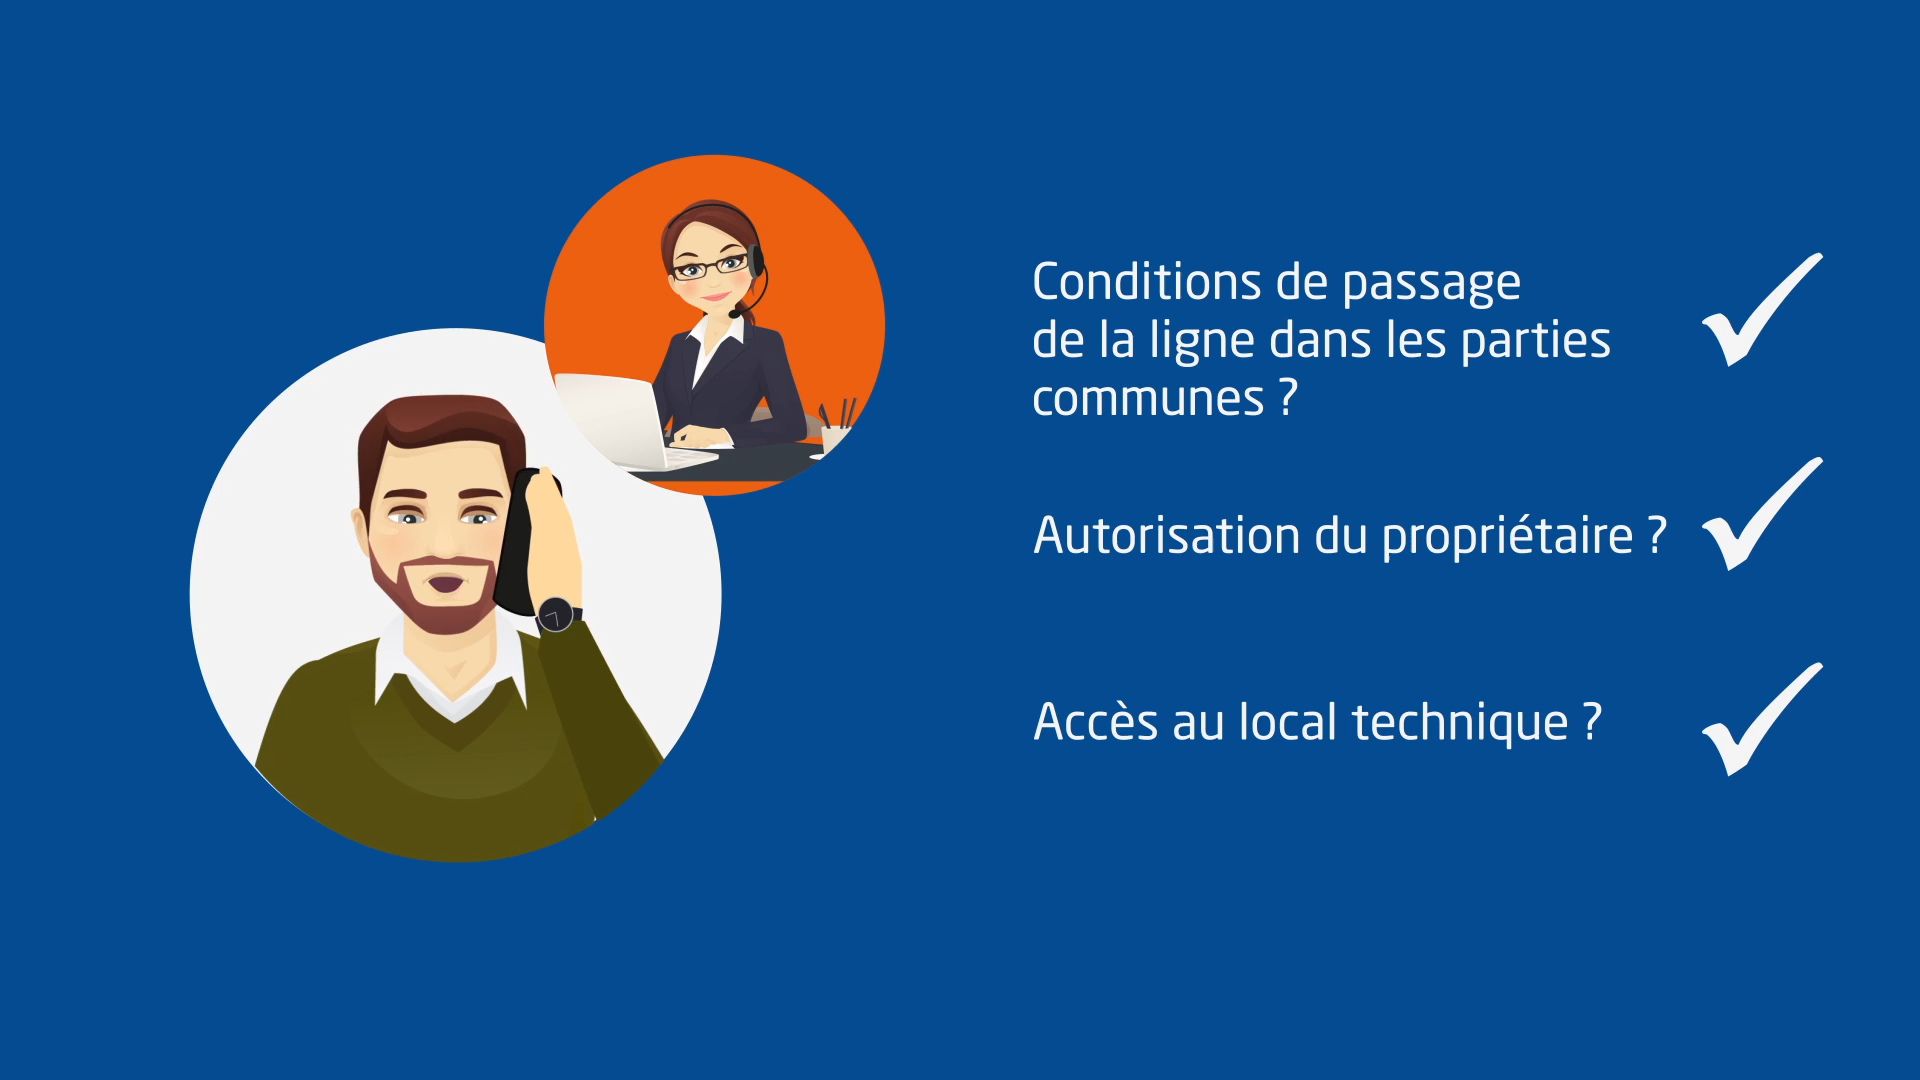 Conditions de passage
de la ligne dans les parties
communes ?
Autorisation du propriétaire ?
Accès au local technique ?